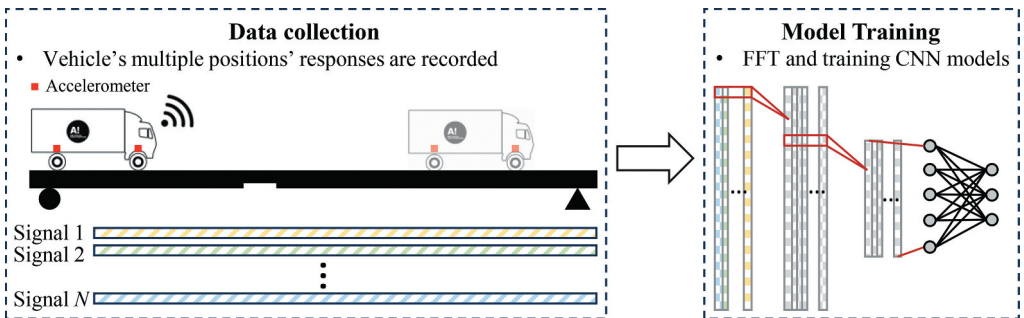 Data collection
• Vehicle's multiple positions' responses are recorded
Accelerometer
A!
Signal 1
Signal 2
Signal N
Model Training
• FFT and training CNN models